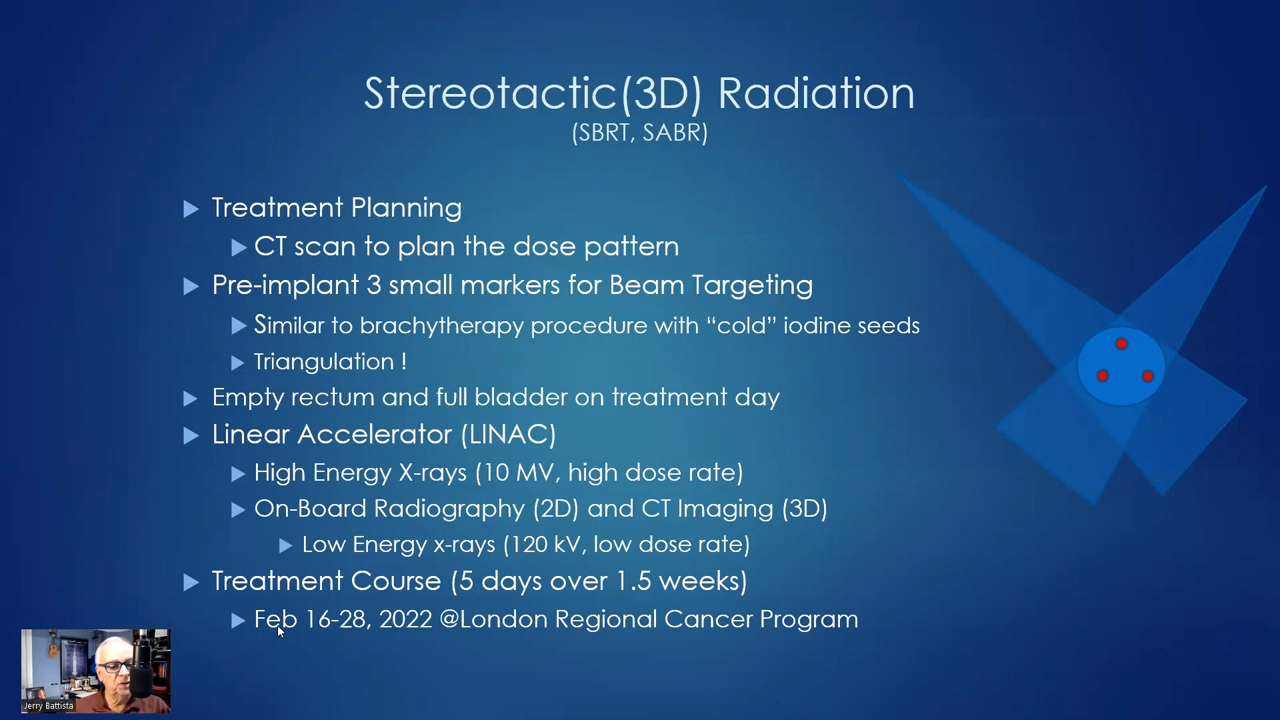 Stereotactic(3D) Radiation
(SBRT, SABR)
Treatment Planning
CT scan to plan the dose pattern
Pre-implant 3 small markers for Beam Targeting
Similar to brachytherapy procedure with “cold” iodine seeds
Triangulation !
Empty rectum and full bladder on treatment day
Linear Accelerator (LINAC)
High Energy X-rays (10 MV, high dose rate)
On-Board Radiography (2D) and CT Imaging (3D)
Low Energy x-rays (120 kV, low dose rate)
Treatment Course (5 days over 1.5 weeks)
Feb 16-28, 2022 @London Regional Cancer Program
Jerry Battista